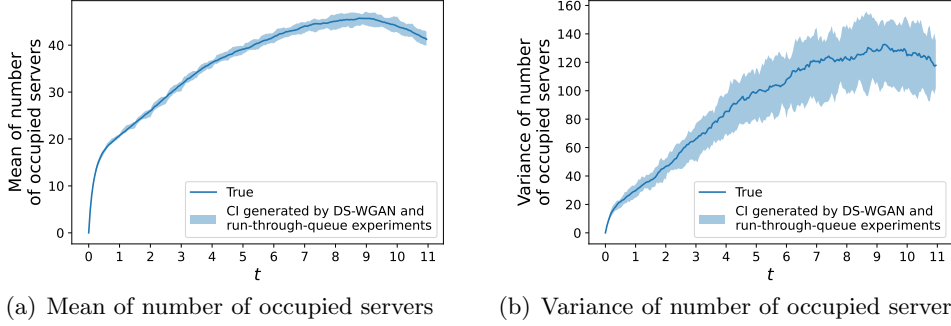 Mean of number
of occupied servers
40
30
20
10
0
0 1 2 3 4 5 6 7 8 9 10 11
t
True
CI generated by DS-WGAN and
run-through-queue experiments
(a) Mean of number of occupied servers
Variance of number
of occupied servers
160
140
120
100
80
60
40
20
0
0 1 2 3 4 5 6 7 8 9 10 11
t
True
CI generated by DS-WGAN and
run-through-queue experiments
(b) Variance of number of occupied server